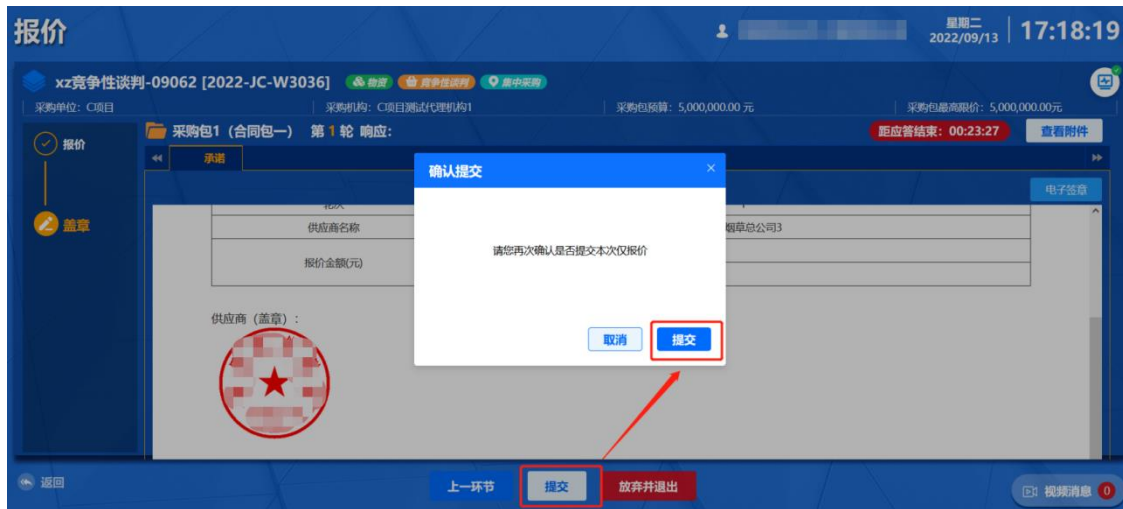 报价
星期二
2022/09/13
17:18:19
xz竞争性谈判-09062 [2022-JC-W3036] 物资 竞争性谈判 集中采购
采购单位：C项目 采购机构：C项目测试代理机构1 采购包预算：5,000,000.00 元 采购包最高限价：5,000,000.00元
报价
盖章
采购包1（合同包一） 第 1 轮 响应：
距应答结束：00:23:27 查看附件
承诺
电子签章
轮次
供应商名称 烟草总公司3
报价金额(元)
供应商（盖章）：
确认提交
请您再次确认是否提交本次仅报价
取消 提交
返回 上一环节 提交 放弃并退出 视频消息 0